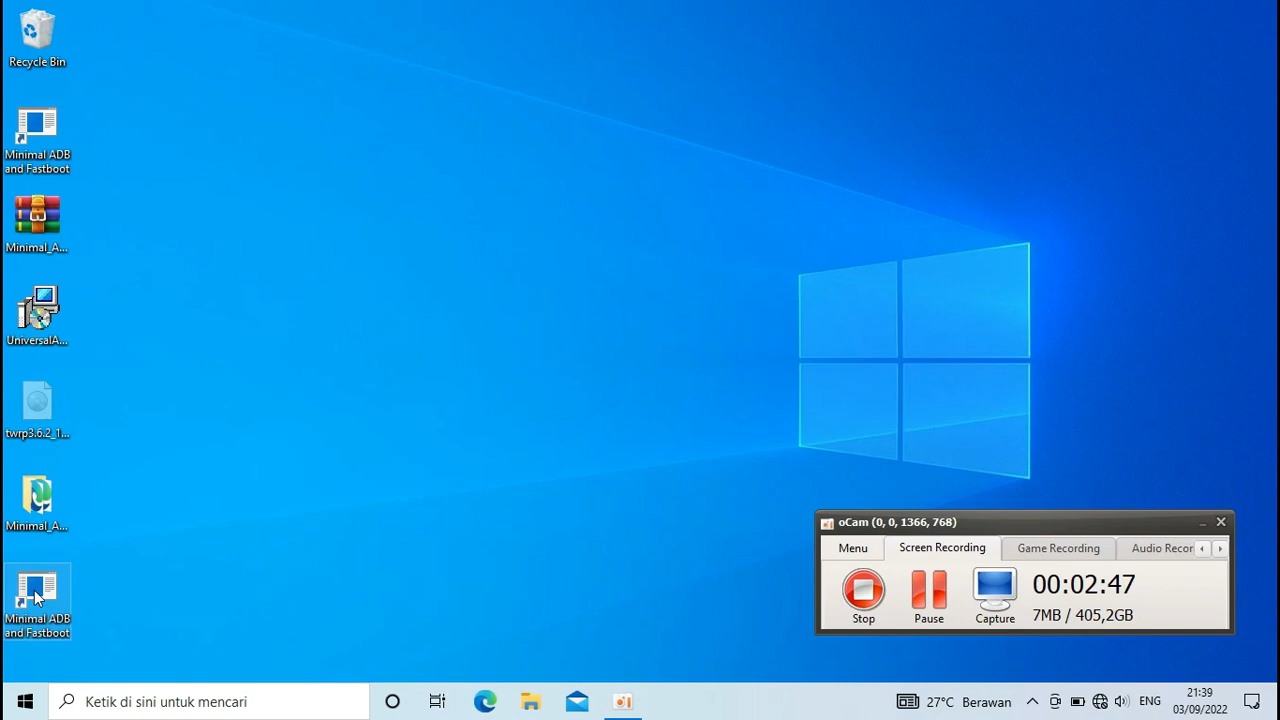 Recycle Bin
Minimal ADB
and Fastboot
Minimal_A...
UniversalA...
twrp3.6.2_1...
Minimal_A...
Minimal ADB
and Fastboot
oCam (0, 0, 1366, 768)
Menu
Screen Recording
Game Recording
Audio Recor
Stop
Pause
Capture
00:02:47
7MB / 405,2GB
Ketik di sini untuk mencari
27°C Berawan
ENG
21:39
03/09/2022